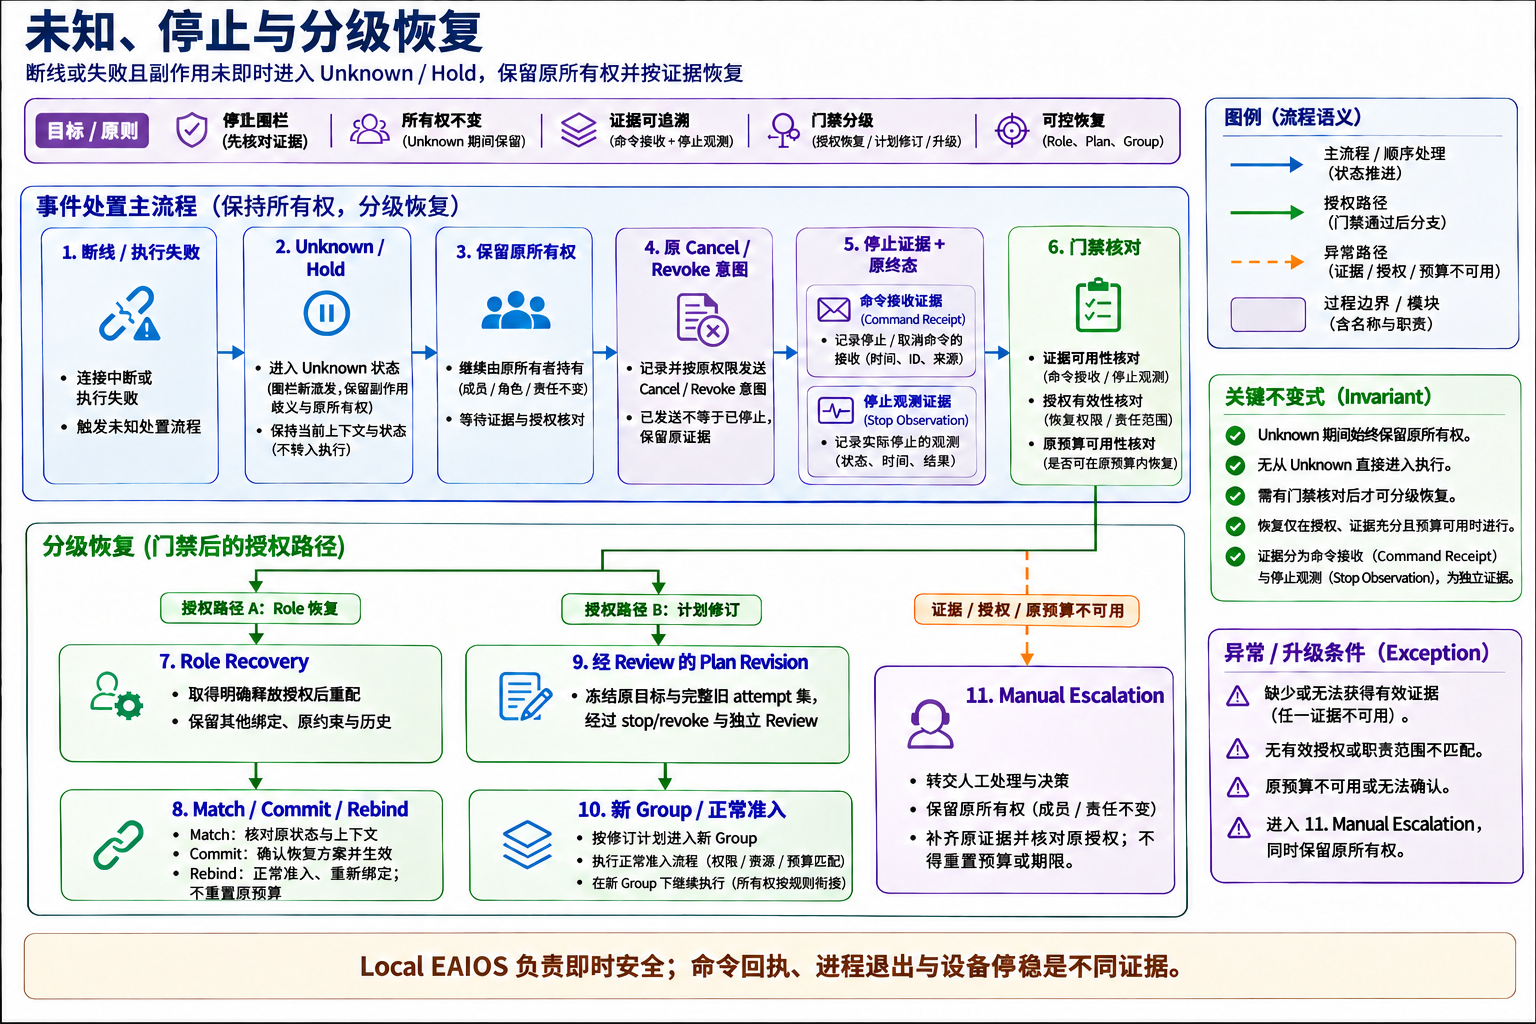 未知、停止与分级恢复
断线或失败且副作用未即时进入 Unknown / Hold，保留原所有权并按证据恢复
目标 / 原则
停止围栏
(先核对证据)
所有权不变
(Unknown 期间保留)
证据可追溯
(命令接收 + 停止观测)
门禁分级
(授权恢复 / 计划修订 / 升级)
可控恢复
(Role、Plan、Group)
事件处置主流程（保持所有权，分级恢复）
1. 断线 / 执行失败
• 连接中断或
执行失败
• 触发未知处置流程
2. Unknown /
Hold
• 进入 Unknown 状态
(围栏新流发，保留副作用
歧义与原所有权)
• 保持当前上下文与状态
(不转入执行)
3. 保留原所有权
• 继续由原所有者持有
(成员 / 角色 / 责任不变)
• 等待证据与授权核对
4. 原 Cancel /
Revoke 意图
• 记录并按原权限发送
Cancel / Revoke 意图
• 已发送不等于已停止，
保留原证据
5. 停止证据 +
原终态
命令接收证据
(Command Receipt)
• 记录停止 / 取消命令的
接收（时间、ID、来源）
停止观测证据
(Stop Observation)
• 记录实际停止的观测
（状态、时间、结果）
6. 门禁核对
• 证据可用性核对
(命令接收 / 停止观测)
• 授权有效性核对
(恢复权限 / 责任范围)
• 原预算可用性核对
(是否可在原预算内恢复)
分级恢复 (门禁后的授权路径)
授权路径 A：Role 恢复
7. Role Recovery
• 取得明确释放授权后重配
• 保留其他绑定、原约束与历史
8. Match / Commit / Rebind
• Match：核对原状态与上下文
• Commit：确认恢复方案并生效
• Rebind：正常准入、重新绑定；
不重置原预算
授权路径 B：计划修订
9. 经 Review 的 Plan Revision
• 冻结原目标与完整旧 attempt 集，
经过 stop/revoke 与独立 Review
10. 新 Group / 正常准入
• 按修订计划进入新 Group
• 执行正常准入流程（权限 / 资源 / 预算匹配）
• 在新 Group 下继续执行（所有权按规则衔接）
证据 / 授权 / 原预算不可用
11. Manual Escalation
• 转交人工处理与决策
• 保留原所有权（成员 / 责任不变）
• 补齐原证据并核对原授权；不
得重置预算或期限。
图例（流程语义）
主流程 / 顺序处理
（状态推进）
授权路径
（门禁通过后分支）
异常路径
（证据 / 授权 / 预算不可用）
过程边界 / 模块
（含名称与职责）
关键不变式（Invariant）
Unknown 期间始终保留原所有权。
无从 Unknown 直接进入执行。
需有门禁核对后才可分级恢复。
恢复仅在授权、证据充分且预算可用时进行。
证据分为命令接收（Command Receipt）
与停止观测（Stop Observation），为独立证据。
异常 / 升级条件（Exception）
缺少或无法获得有效证据
（任一证据不可用）。
无有效授权或职责范围不匹配。
原预算不可用或无法确认。
进入 11. Manual Escalation，
同时保留原所有权。
Local EAIOS 负责即时安全；命令回执、进程退出与设备停稳是不同证据。